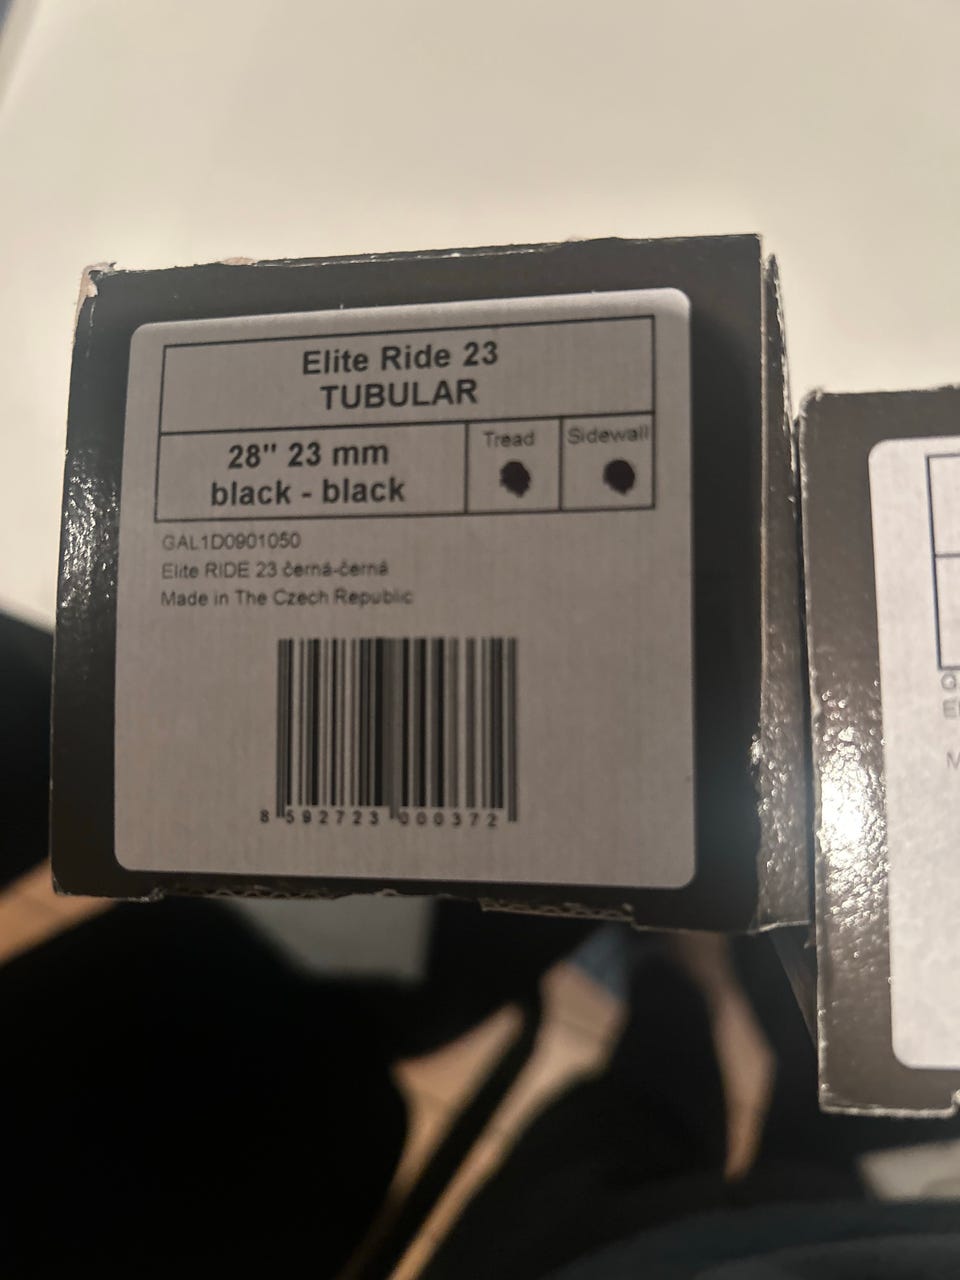 Elite Ride 23
TUBULAR
28" 23 mm
black - black
Tread
Sidewall
GAL1D0901050
Elite RIDE 23 černá-černá
Made in The Czech Republic
8 592723 000372